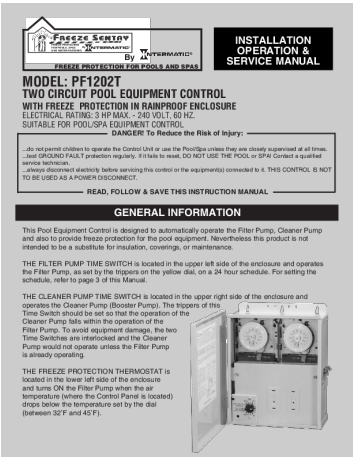 FREEZE SENTRY
By INTERMATIC®
FREEZE PROTECTION FOR POOLS AND SPAS
INSTALLATION
OPERATION &
SERVICE MANUAL
MODEL: PF1202T
TWO CIRCUIT POOL EQUIPMENT CONTROL
WITH FREEZE PROTECTION IN RAINPROOF ENCLOSURE
ELECTRICAL RATING: 3 HP MAX. - 240 VOLT, 60 HZ.
SUITABLE FOR POOL/SPA EQUIPMENT CONTROL
DANGER! To Reduce the Risk of Injury:
...do not permit children to operate the Control Unit or use the Pool/Spa unless they are closely supervised at all times.
...test GROUND FAULT protection regularly. If it fails to reset, DO NOT USE THE POOL or SPA! Contact a qualified
service technician.
...always disconnect electricity before servicing this control or the equipment(s) connected to it. THIS CONTROL IS NOT
TO BE USED AS A POWER DISCONNECT.
READ, FOLLOW & SAVE THIS INSTRUCTION MANUAL
GENERAL INFORMATION
This Pool Equipment Control is designed to automatically operate the Filter Pump, Cleaner Pump
and also to provide freeze protection for the pool equipment. Nevertheless this product is not
intended to be a substitute for insulation, coverings, or maintenance.
THE FILTER PUMP TIME SWITCH is located in the upper left side of the enclosure and operates
the Filter Pump, as set by the trippers on the yellow dial, on a 24 hour schedule. For setting the
schedule, refer to page 3 of this Manual.
THE CLEANER PUMP TIME SWITCH is located in the upper right side of the enclosure and
operates the Cleaner Pump (Booster Pump). The trippers of this
Time Switch should be set so that the operation of the
Cleaner Pump falls within the operation of the
Filter Pump. To avoid equipment damage, the two
Time Switches are interlocked and the Cleaner
Pump would not operate unless the Filter Pump
is already operating.
THE FREEZE PROTECTION THERMOSTAT is
located in the lower left side of the enclosure
and turns ON the Filter Pump when the air
temperature (where the Control Panel is located)
drops below the temperature set by the dial
(between 32˚F and 45˚F).